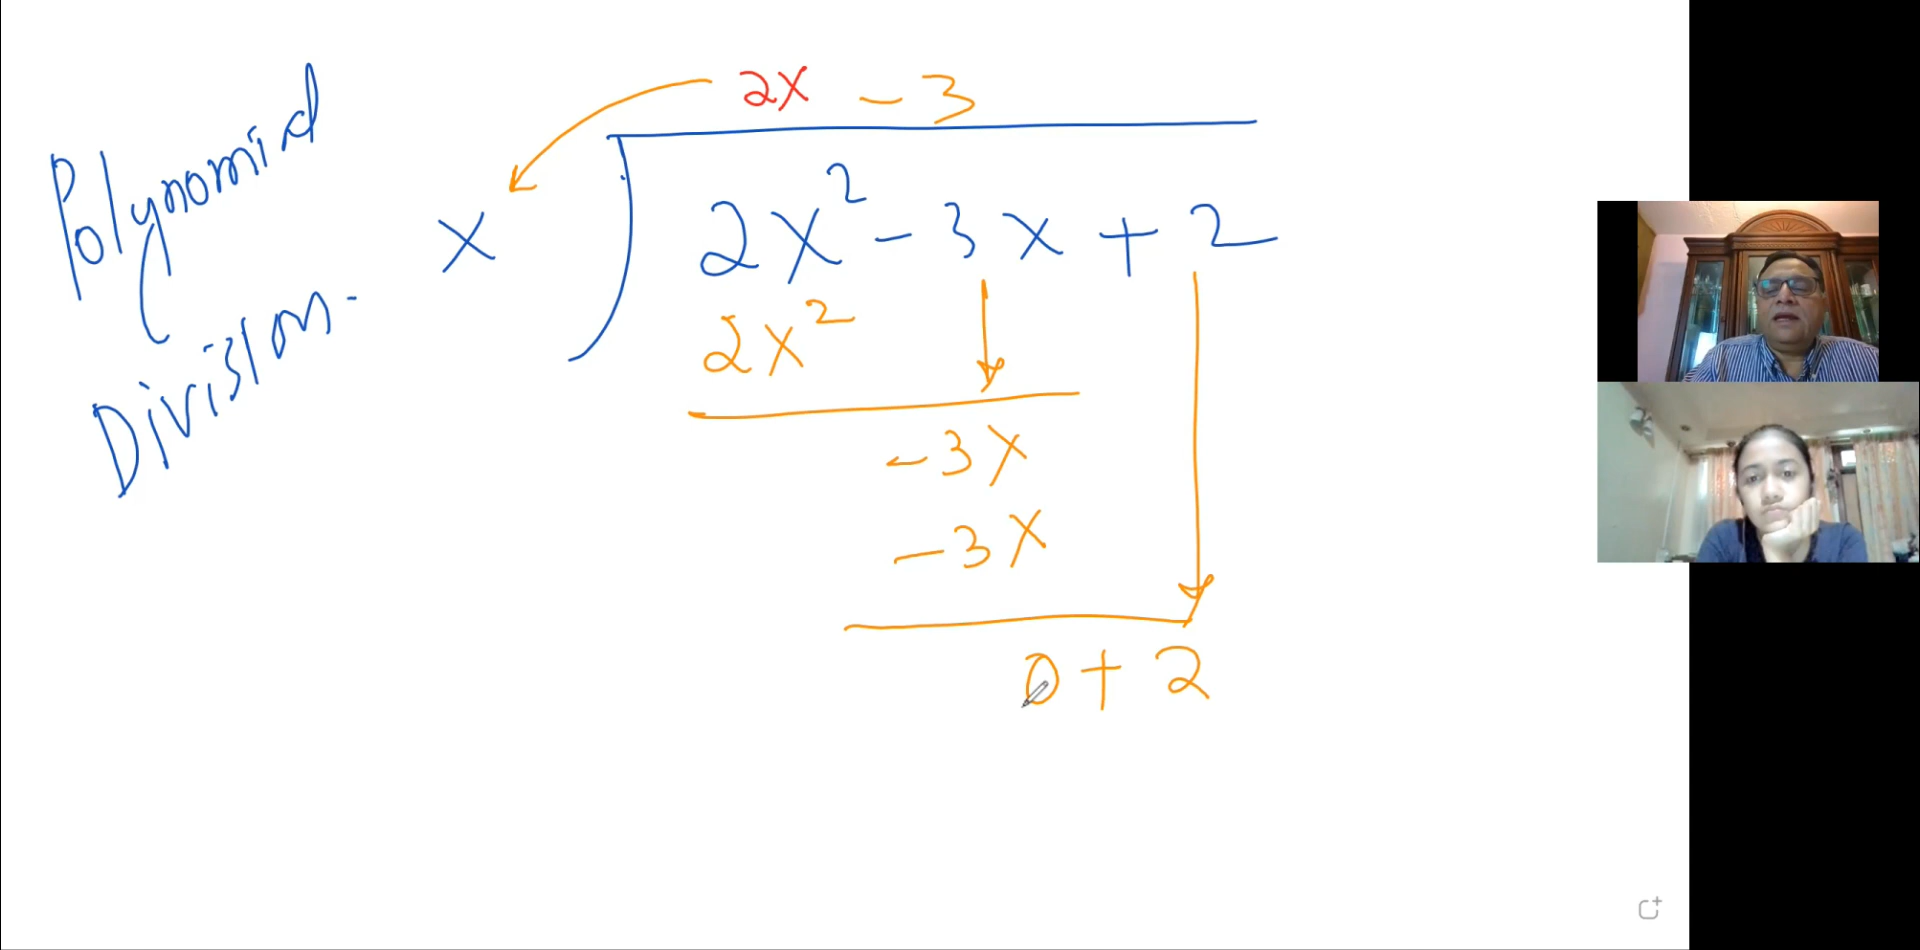 Polynomial
Division.
2x - 3
x ) 2x² - 3x + 2
2x²
-3x
-3x
0 + 2